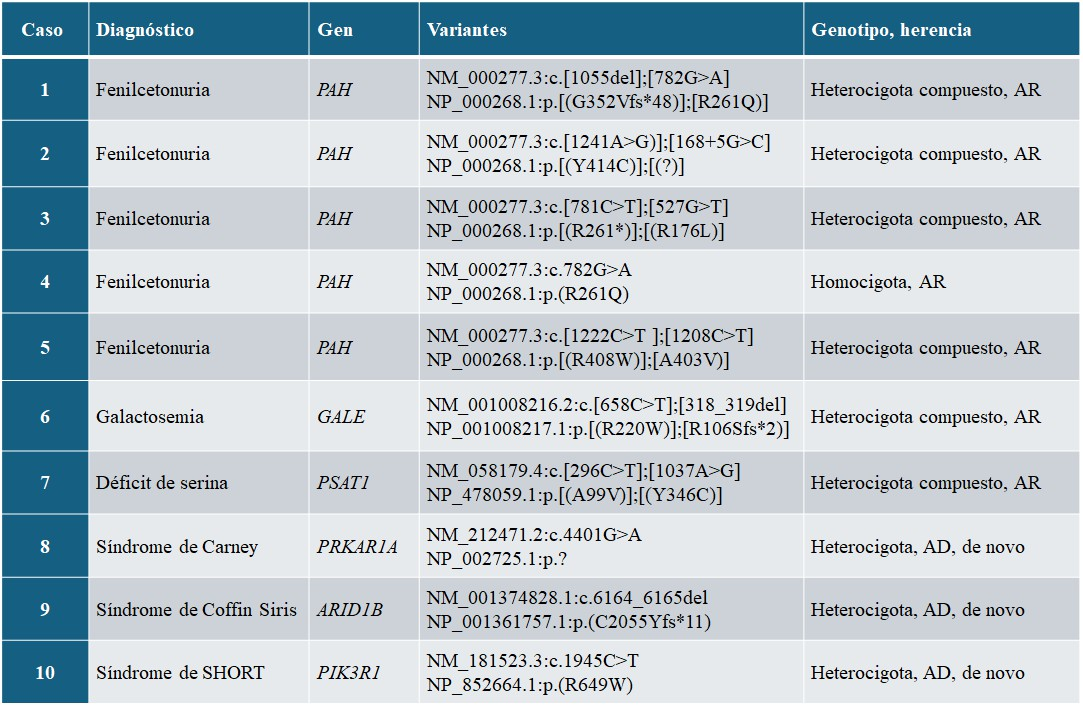 Caso Diagnóstico Gen Variantes Genotipo, herencia
1 Fenilcetonuria PAH NM_000277.3:c.[1055del];[782G>A] Heterocigota compuesto, AR
NP_000268.1:p.[(G352Vfs*48)];[R261Q)]
2 Fenilcetonuria PAH NM_000277.3:c.[1241A>G)];[168+5G>C] Heterocigota compuesto, AR
NP_000268.1:p.[(Y414C)];[(?)]
3 Fenilcetonuria PAH NM_000277.3:c.[781C>T];[527G>T] Heterocigota compuesto, AR
NP_000268.1:p.[(R261*)];[(R176L)]
4 Fenilcetonuria PAH NM_000277.3:c.782G>A Homocigota, AR
NP_000268.1:p.(R261Q)
5 Fenilcetonuria PAH NM_000277.3:c.[1222C>T ];[1208C>T] Heterocigota compuesto, AR
NP_000268.1:p.[(R408W)];[A403V)]
6 Galactosemia GALE NM_001008216.2:c.[658C>T];[318_319del] Heterocigota compuesto, AR
NP_001008217.1:p.[(R220W)];[R106Sfs*2)]
7 Déficit de serina PSAT1 NM_058179.4:c.[296C>T];[1037A>G] Heterocigota compuesto, AR
NP_478059.1:p.[(A99V)];[(Y346C)]
8 Síndrome de Carney PRKAR1A NM_212471.2:c.4401G>A Heterocigota, AD, de novo
NP_002725.1:p.?
9 Síndrome de Coffin Siris ARID1B NM_001374828.1:c.6164_6165del Heterocigota, AD, de novo
NP_001361757.1:p.(C2055Yfs*11)
10 Síndrome de SHORT PIK3R1 NM_181523.3:c.1945C>T Heterocigota, AD, de novo
NP_852664.1:p.(R649W)